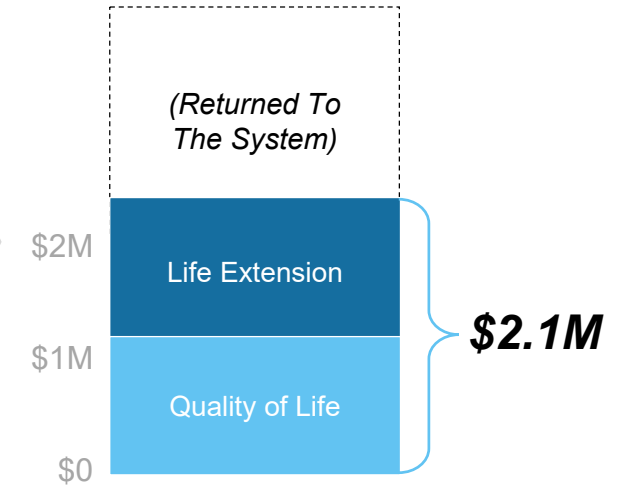 (Returned To
The System)
$2M
Life Extension
$2.1M
$1M
Quality of Life
$0